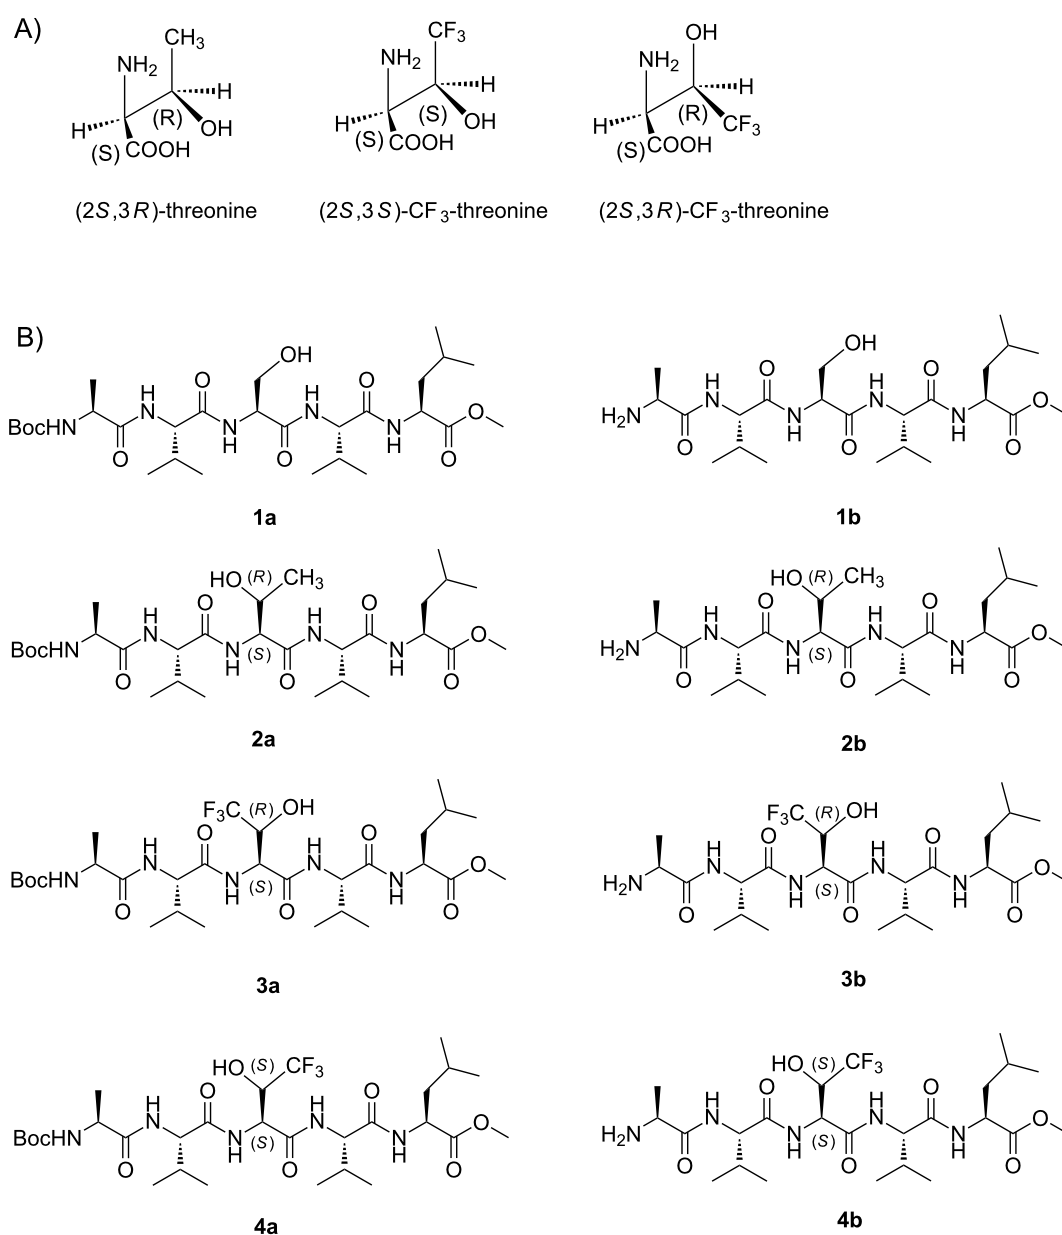 A)
CH3 CF3 OH
NH2 NH2 NH2
H H H
(R) (S) (R)
H OH H OH H CF3
(S) COOH (S) COOH (S) COOH
(2S,3R)-threonine (2S,3S)-CF3-threonine (2S,3R)-CF3-threonine
B)
OH OH
O H O H O H O H O
BocHN N N N N O H2N N N N N O
O H O H O O H O H O
1a 1b
HO (R) CH3 HO (R) CH3
H O H O H O H O
BocHN N N N N O H2N N N N N O
O H (S) O H O O H (S) O H O
2a 2b
F3C (R) OH F3C (R) OH
H O H O H O H O
BocHN N N N N O H2N N N N N O
O H (S) O H O O H (S) O H O
3a 3b
HO (S) CF3 HO (S) CF3
H O H O H O H O
BocHN N N N N O H2N N N N N O
O H (S) O H O O H (S) O H O
4a 4b